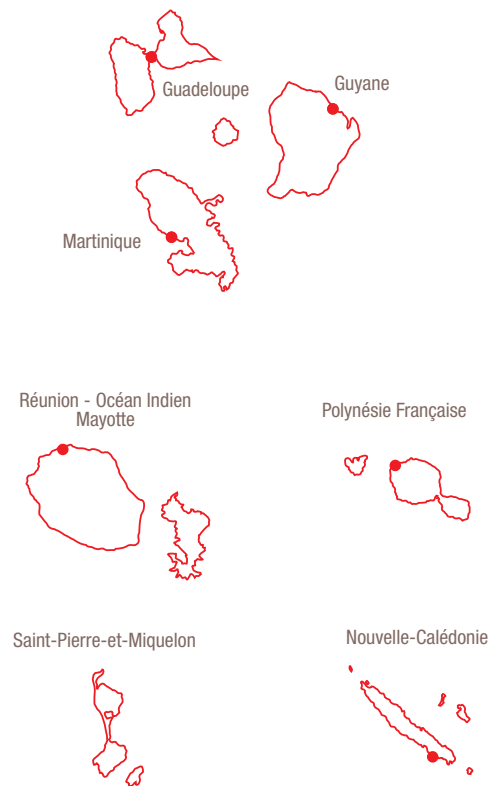 Guadeloupe
Guyane
Martinique
Réunion - Océan Indien
Mayotte
Polynésie Française
Saint-Pierre-et-Miquelon
Nouvelle-Calédonie